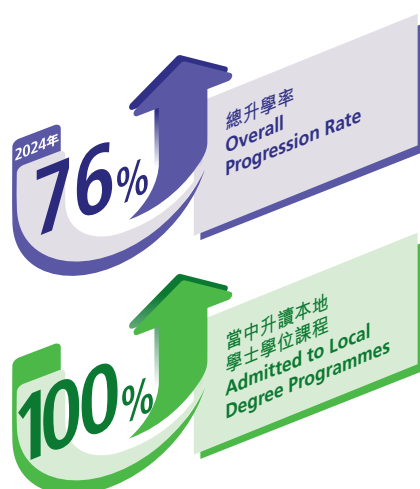 2024年
76%
總升學率
Overall
Progression Rate
100%
當中升讀本地
學士學位課程
Admitted to Local
Degree Programmes